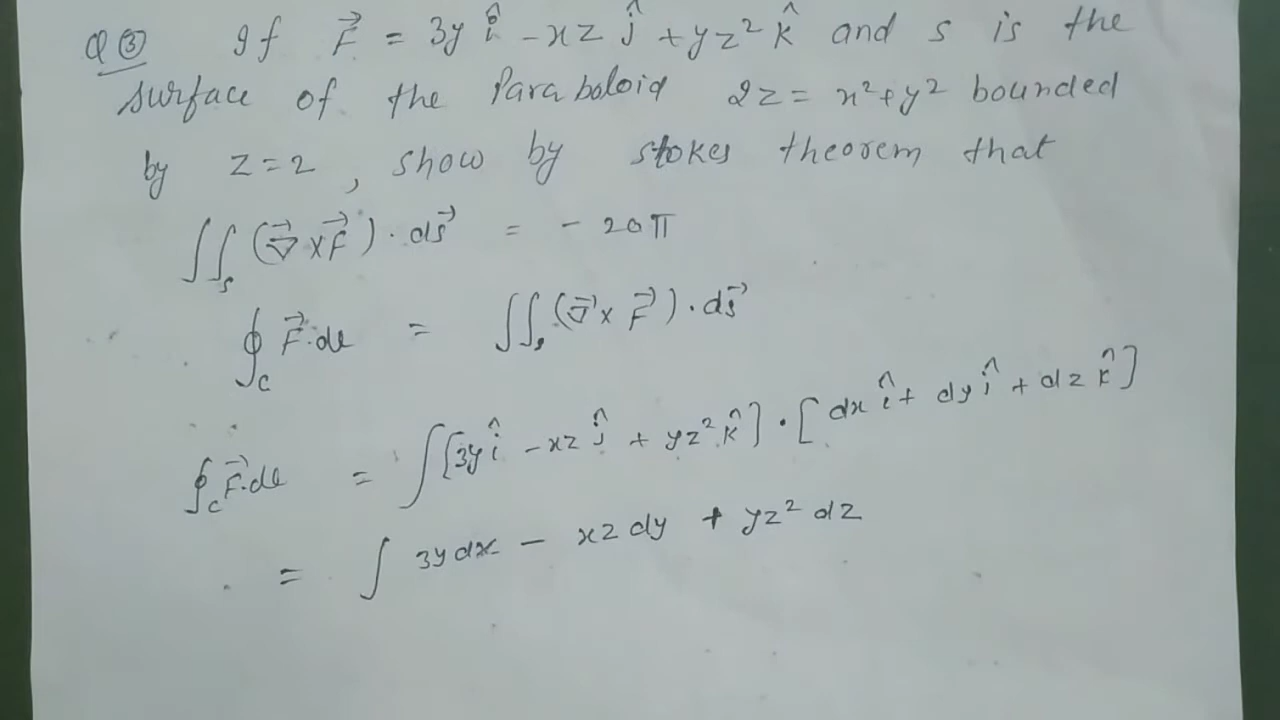 Q③ If F⃗ = 3y î - xz ĵ + yz² k̂ and s is the
surface of the Paraboloid 2z = x²+y² bounded
by z=2, show by stokes theorem that
∬ₛ (∇⃗ × F⃗) · ds⃗ = - 20π
∮_C F⃗·dl = ∬ₛ (∇⃗ × F⃗) · ds⃗
∮_C F⃗·dl = ∫[3y î - xz ĵ + yz² k̂] · [dx î + dy ĵ + dz k̂]
= ∫ 3y dx - xz dy + yz² dz